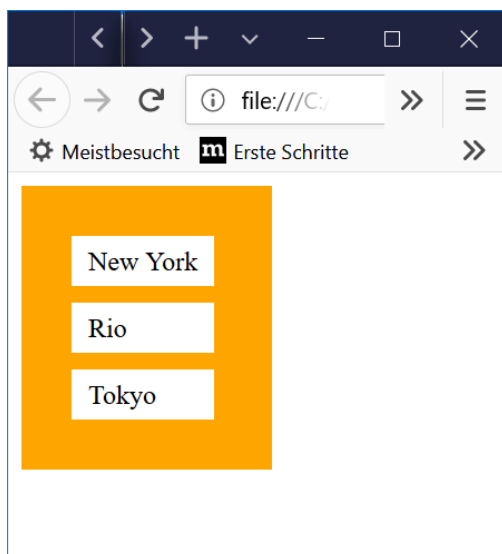 file:///C:/
Meistbesucht m Erste Schritte
New York
Rio
Tokyo